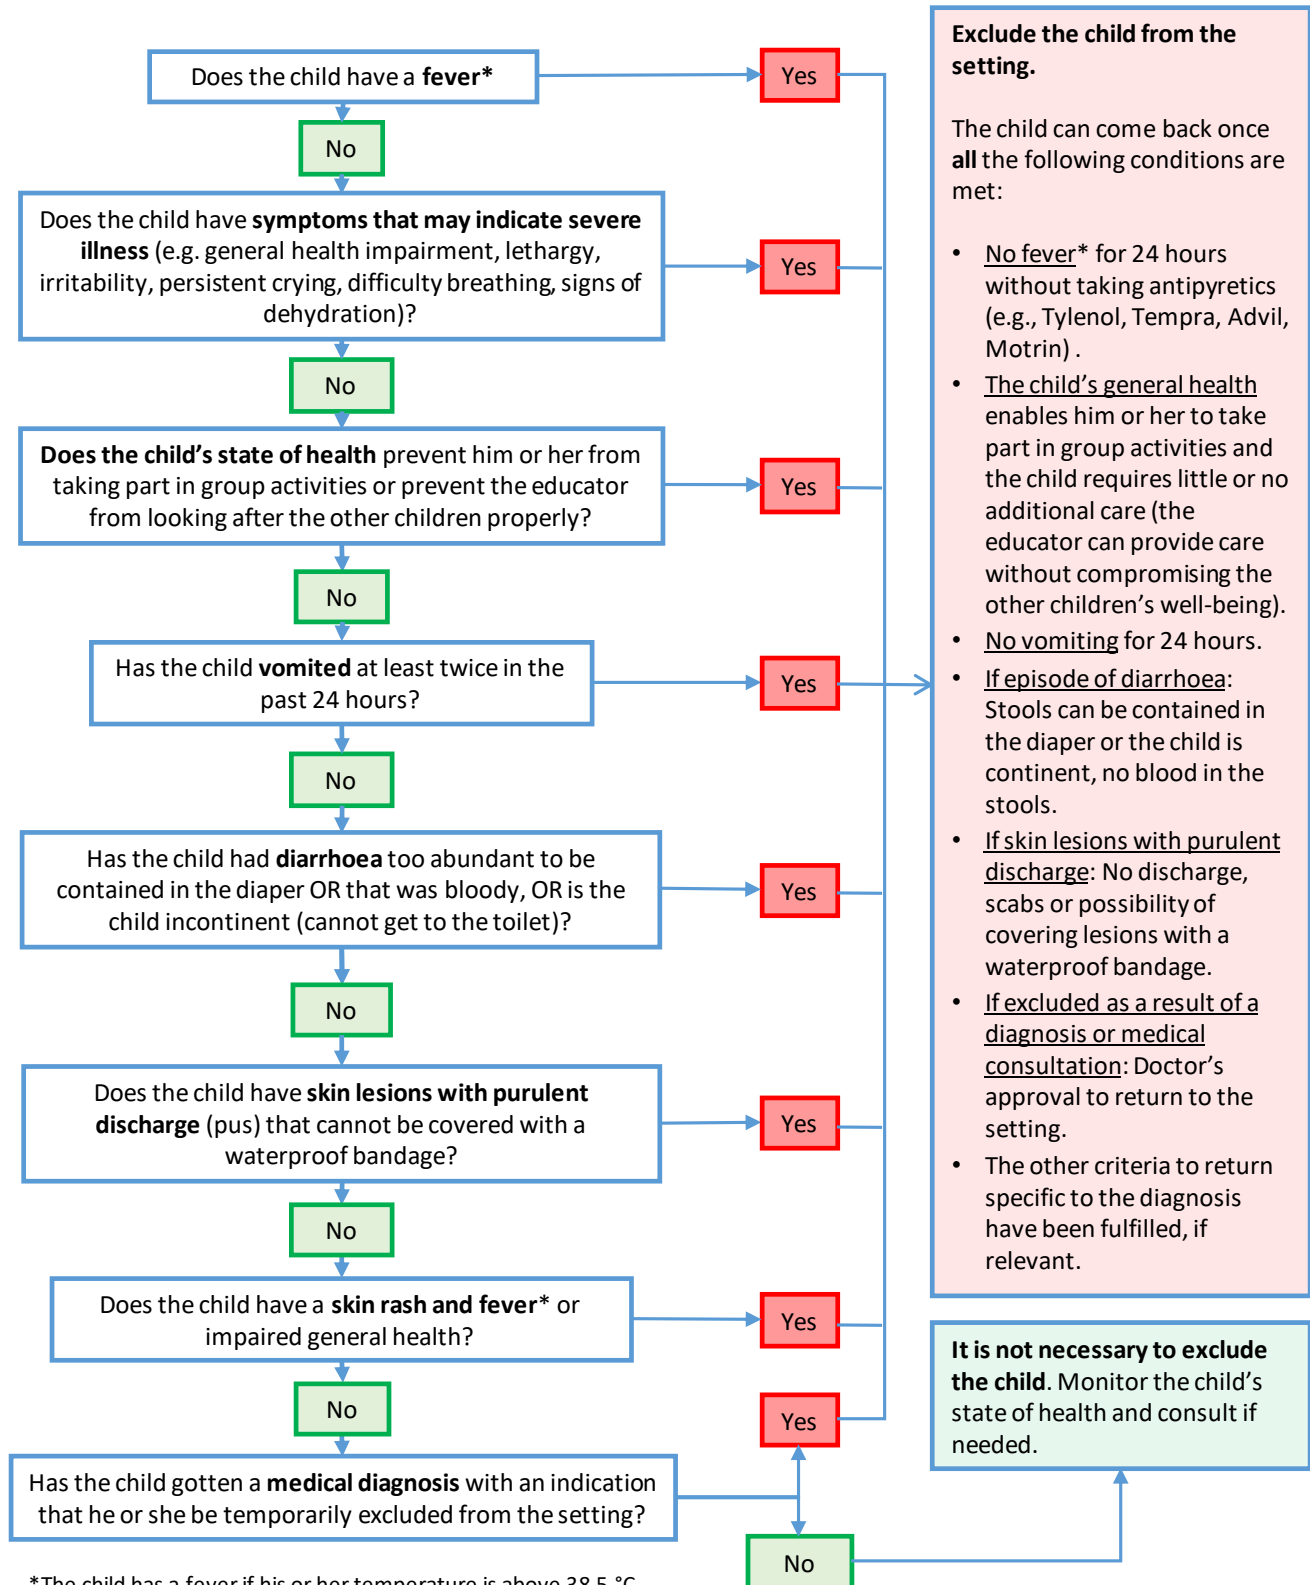 Does the child have a fever*
Yes
No
Does the child have symptoms that may indicate severe
illness (e.g. general health impairment, lethargy,
irritability, persistent crying, difficulty breathing, signs of
dehydration)?
Yes
No
Does the child's state of health prevent him or her from
taking part in group activities or prevent the educator
from looking after the other children properly?
Yes
No
Has the child vomited at least twice in the
past 24 hours?
Yes
No
Has the child had diarrhoea too abundant to be
contained in the diaper OR that was bloody, OR is the
child incontinent (cannot get to the toilet)?
Yes
No
Does the child have skin lesions with purulent
discharge (pus) that cannot be covered with a
waterproof bandage?
Yes
No
Does the child have a skin rash and fever* or
impaired general health?
Yes
No
Has the child gotten a medical diagnosis with an indication
that he or she be temporarily excluded from the setting?
Yes
No
*The child has a fever if his or her temperature is above 38.5 °C
Exclude the child from the
setting.
The child can come back once
all the following conditions are
met:
• No fever* for 24 hours
without taking antipyretics
(e.g., Tylenol, Tempra, Advil,
Motrin) .
• The child's general health
enables him or her to take
part in group activities and
the child requires little or no
additional care (the
educator can provide care
without compromising the
other children's well-being).
• No vomiting for 24 hours.
• If episode of diarrhoea:
Stools can be contained in
the diaper or the child is
continent, no blood in the
stools.
• If skin lesions with purulent
discharge: No discharge,
scabs or possibility of
covering lesions with a
waterproof bandage.
• If excluded as a result of a
diagnosis or medical
consultation: Doctor's
approval to return to the
setting.
• The other criteria to return
specific to the diagnosis
have been fulfilled, if
relevant.
It is not necessary to exclude
the child. Monitor the child's
state of health and consult if
needed.